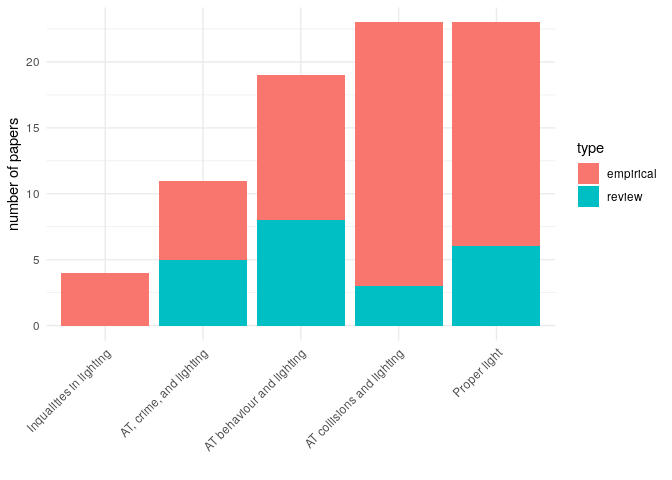 number of papers
20
15
10
5
0
Inqualities in lighting
AT, crime, and lighting
AT behaviour and lighting
AT collisions and lighting
Proper light
type
empirical
review